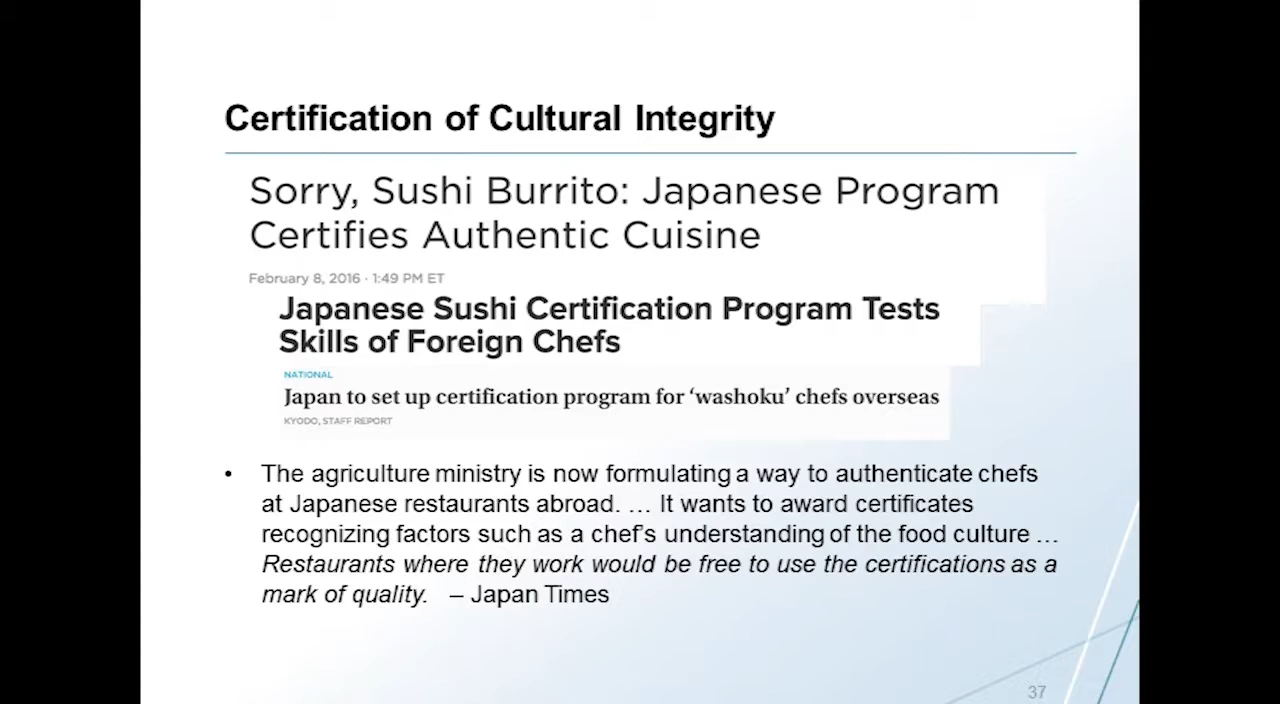 Certification of Cultural Integrity
Sorry, Sushi Burrito: Japanese Program
Certifies Authentic Cuisine
February 8, 2016 · 1:49 PM ET
Japanese Sushi Certification Program Tests
Skills of Foreign Chefs
NATIONAL
Japan to set up certification program for ‘washoku’ chefs overseas
KYODO, STAFF REPORT
• The agriculture ministry is now formulating a way to authenticate chefs
at Japanese restaurants abroad. … It wants to award certificates
recognizing factors such as a chef’s understanding of the food culture …
Restaurants where they work would be free to use the certifications as a
mark of quality. – Japan Times
37